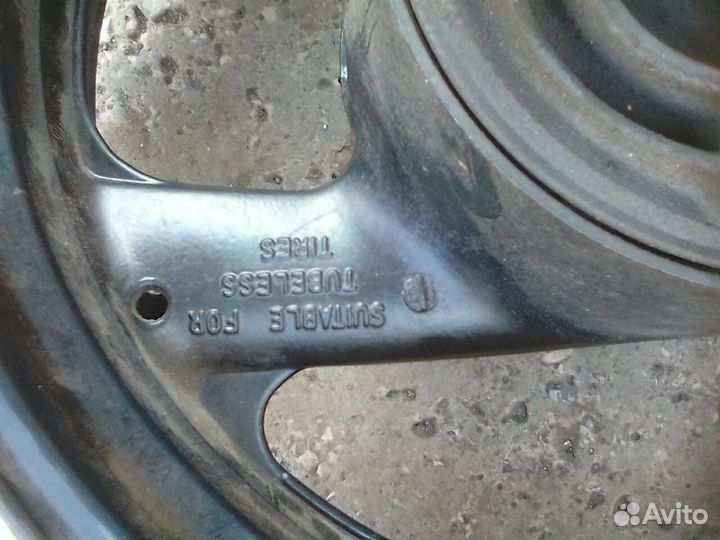 SUITABLE FOR
TUBELESS
TIRES
Avito